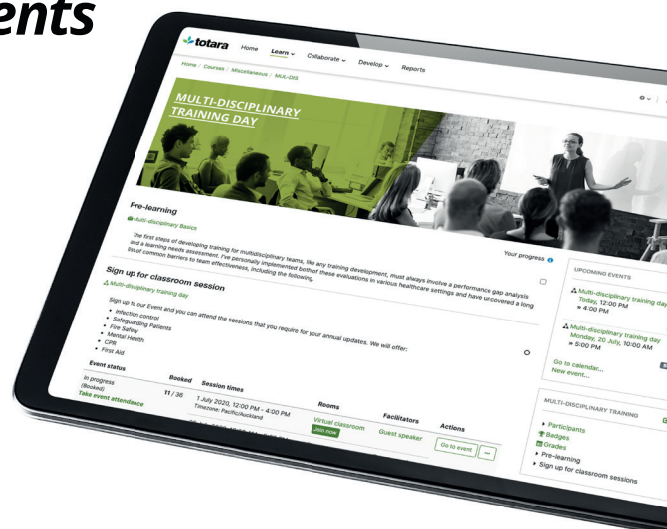 ents
totara Home Learn Collaborate Develop Reports
Home / Courses / Miscellaneous / MUL-DIS
MULTI-DISCIPLINARY
TRAINING DAY
Pre-learning
Multi-disciplinary Basics
Your progress
The first steps of developing training for multidisciplinary teams, like any training development, must always involve a performance gap analysis
and a learning needs assessment. I've personally implemented both of these evaluations in various healthcare settings and have uncovered a long
list of common barriers to team effectiveness, including the following.
Sign up for classroom session
Multi-disciplinary training day
Sign up to our Event and you can attend the sessions that you require for your annual updates. We will offer:
• Infection control
• Safeguarding Patients
• Fire Safey
• Mental Health
• CPR
• First Aid
Event status Booked Session times Rooms Facilitators Actions
In progress
(Booked)
Take event attendance
11 / 36
1 July 2020, 12:00 PM - 4:00 PM
Timezone: Pacific/Auckland
Virtual classroom
Join now
Guest speaker
Go to event
UPCOMING EVENTS
Multi-disciplinary training day
Today, 12:00 PM
» 4:00 PM
Multi-disciplinary training day
Monday, 20 July, 10:00 AM
» 5:00 PM
Go to calendar...
New event...
MULTI-DISCIPLINARY TRAINING
Participants
Badges
Grades
Pre-learning
Sign up for classroom sessions